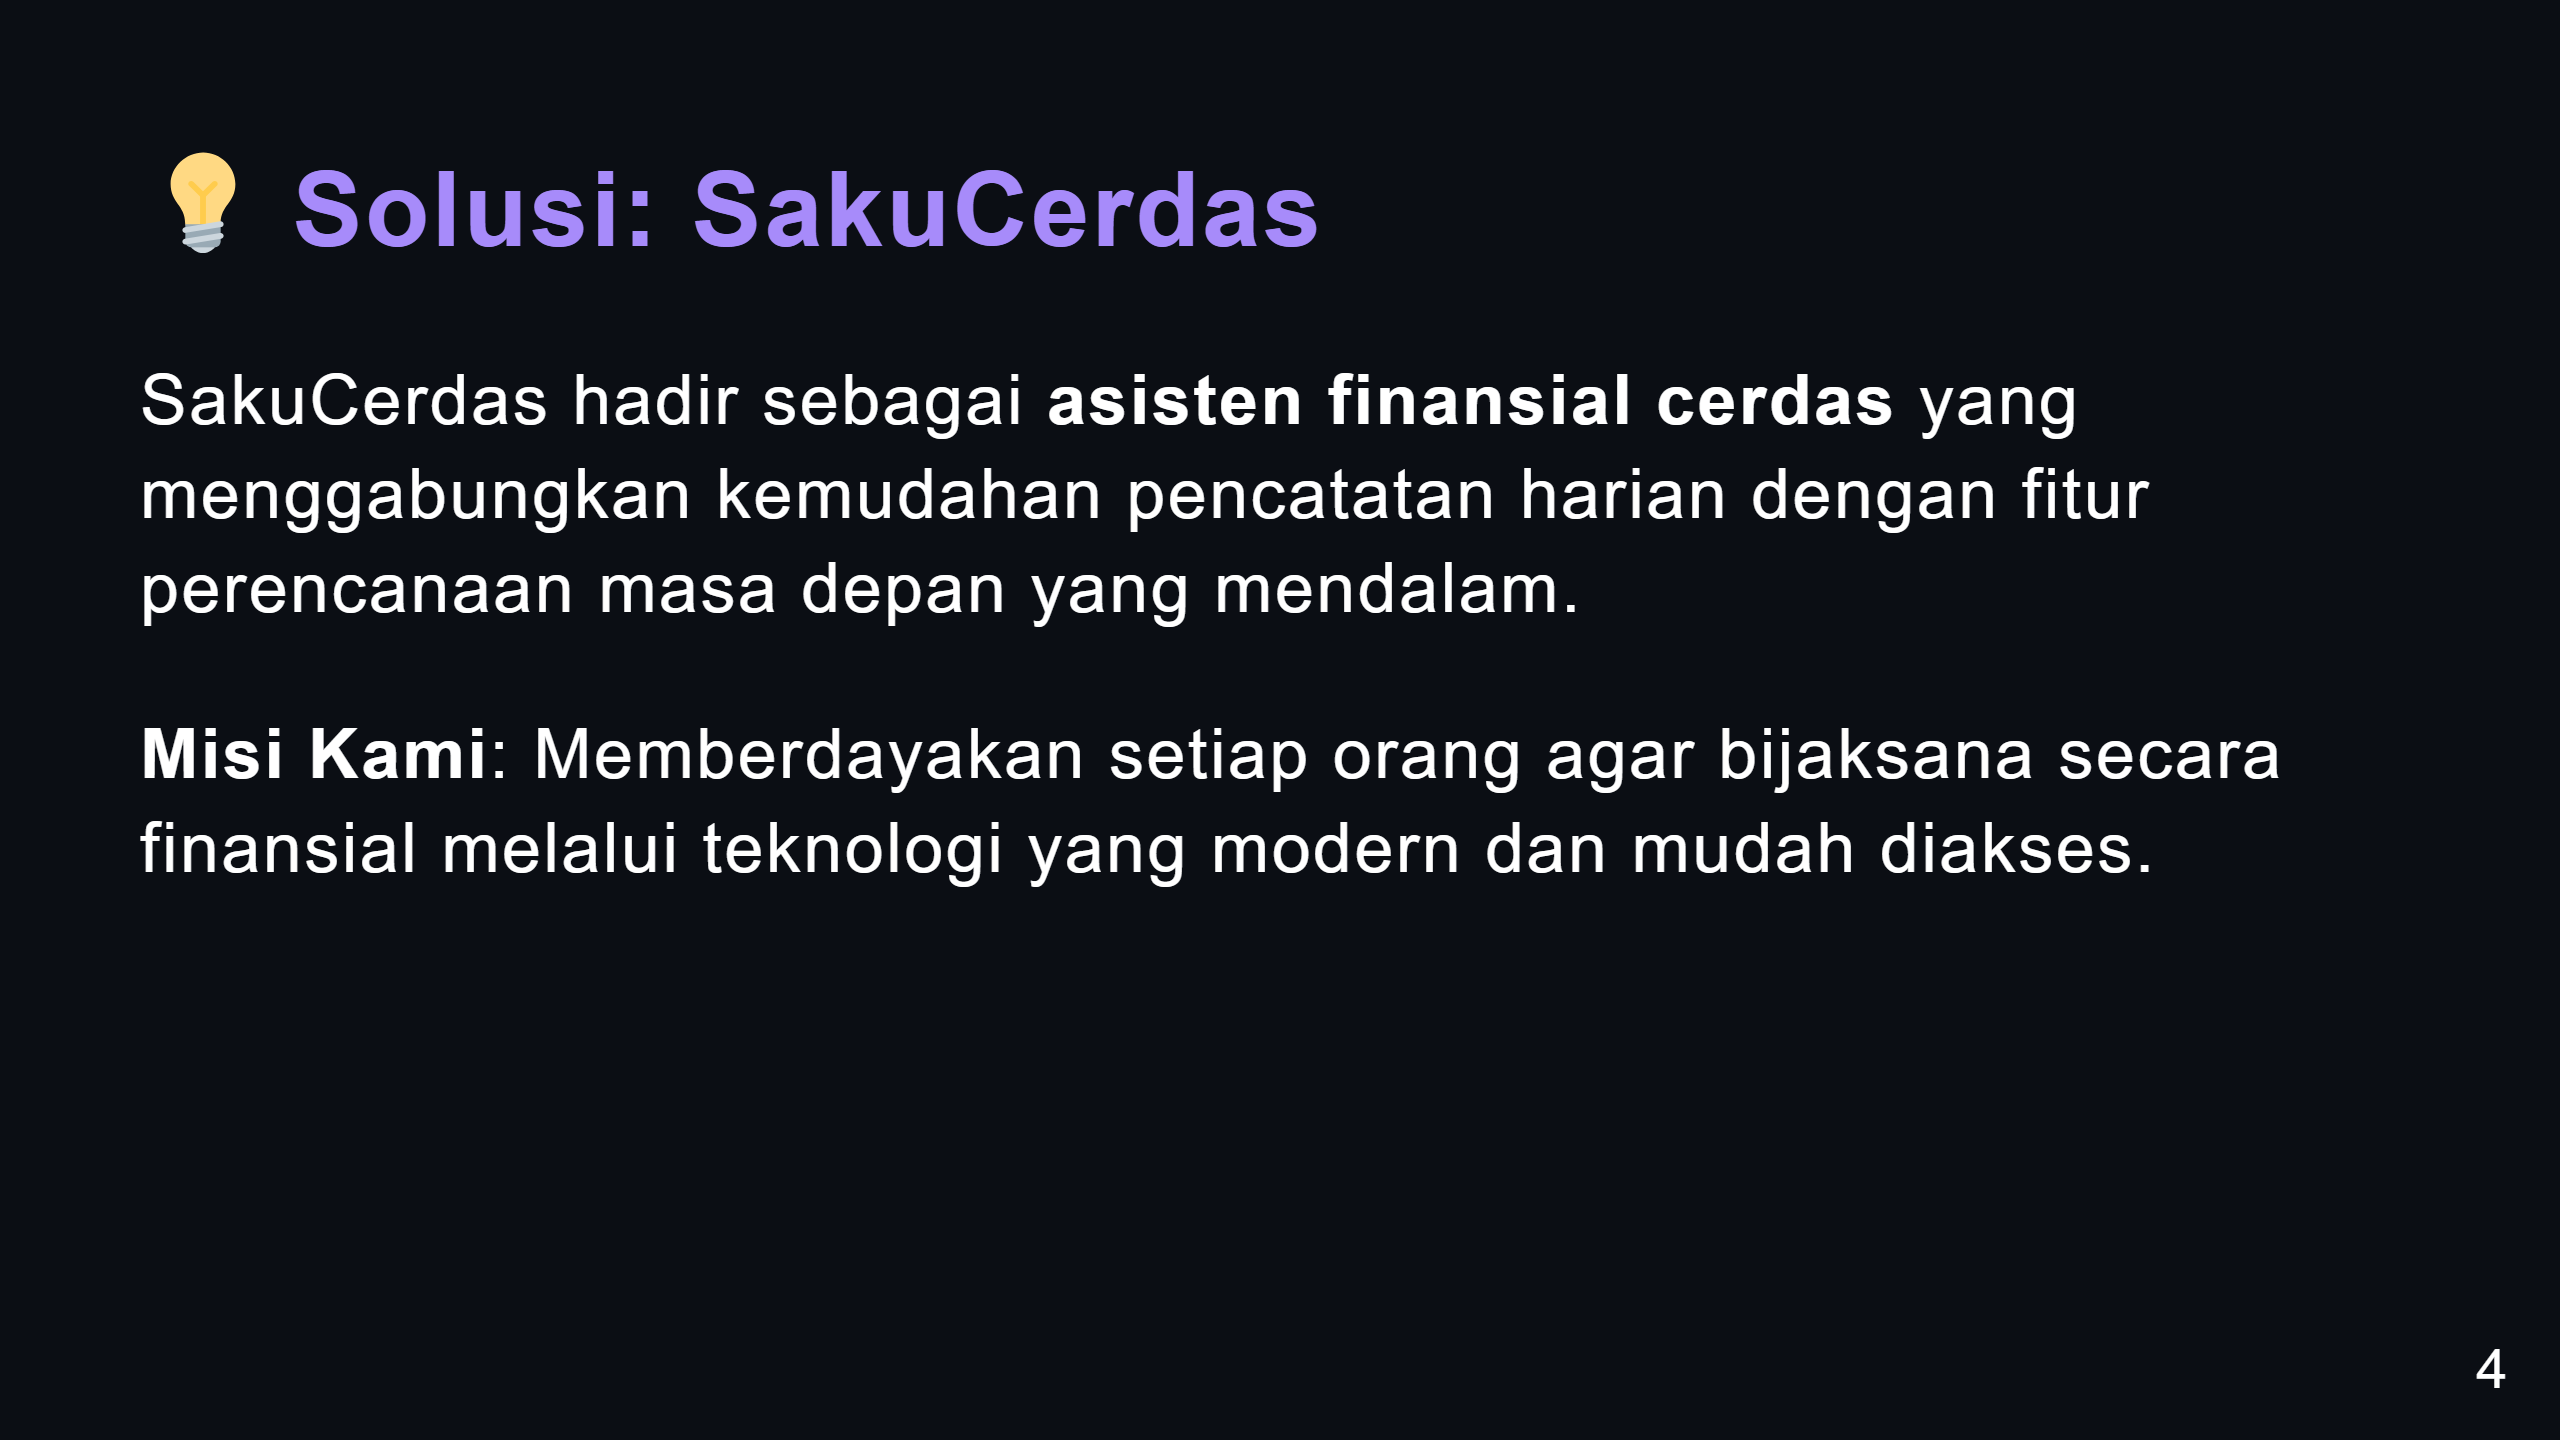 💡 Solusi: SakuCerdas
SakuCerdas hadir sebagai asisten finansial cerdas yang
menggabungkan kemudahan pencatatan harian dengan fitur
perencanaan masa depan yang mendalam.
Misi Kami: Memberdayakan setiap orang agar bijaksana secara
finansial melalui teknologi yang modern dan mudah diakses.
4